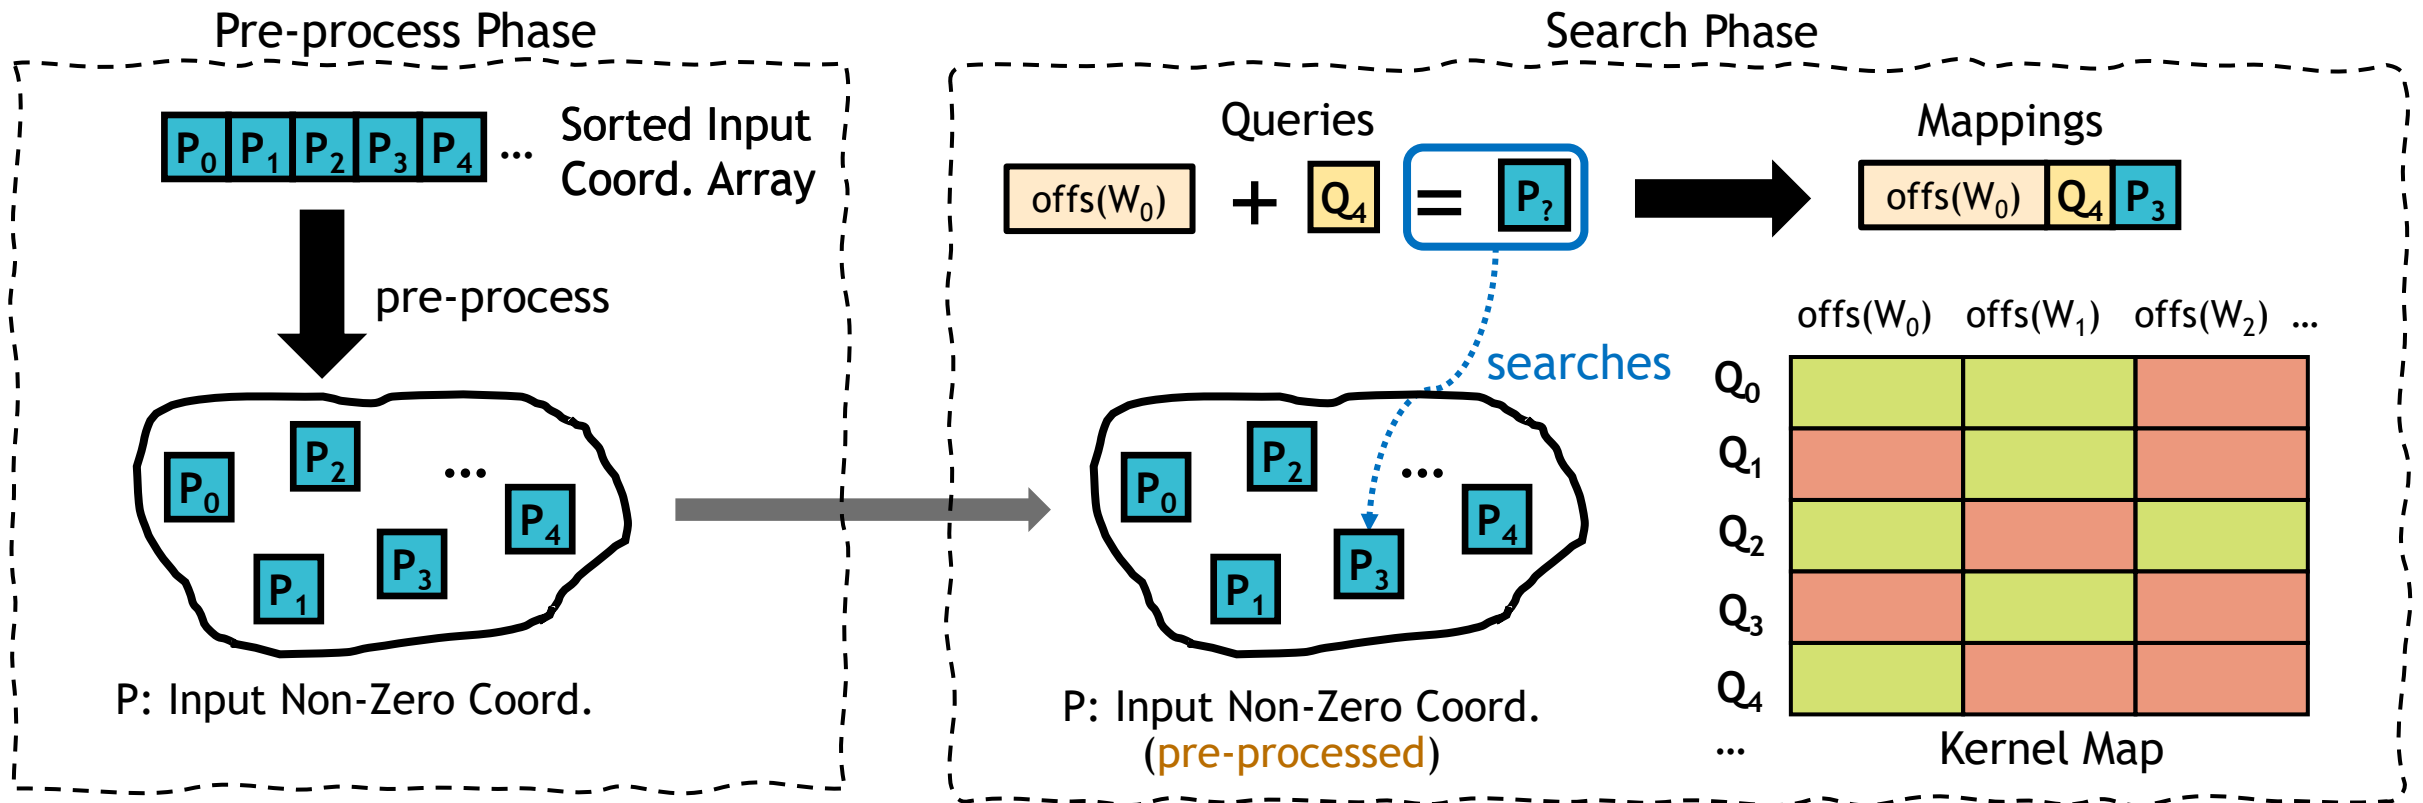 Pre-process Phase
P0 P1 P2 P3 P4 ...
Sorted Input
Coord. Array
pre-process
P0 P2 ... P4
P1 P3
P: Input Non-Zero Coord.
Search Phase
Queries
offs(W0) + Q4 = P?
Mappings
offs(W0) Q4 P3
searches
P0 P2 ... P4
P1 P3
P: Input Non-Zero Coord.
(pre-processed)
offs(W0) offs(W1) offs(W2) ...
Q0
Q1
Q2
Q3
Q4
...
Kernel Map